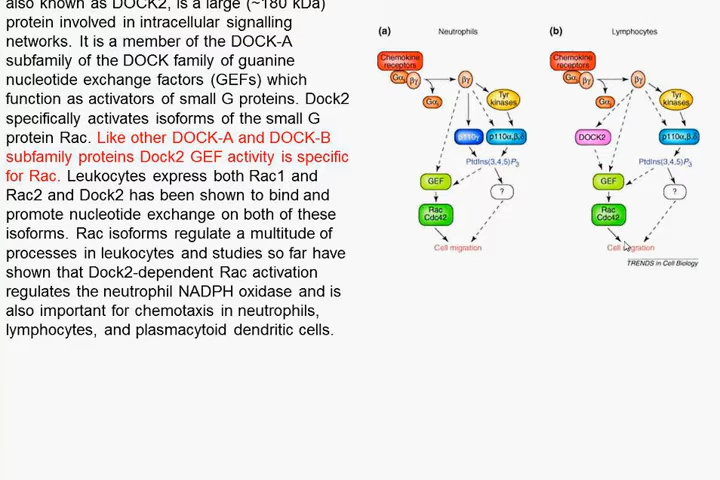 also known as DOCK2, is a large (~180 kDa)
protein involved in intracellular signalling
networks. It is a member of the DOCK-A
subfamily of the DOCK family of guanine
nucleotide exchange factors (GEFs) which
function as activators of small G proteins. Dock2
specifically activates isoforms of the small G
protein Rac. Like other DOCK-A and DOCK-B
subfamily proteins Dock2 GEF activity is specific
for Rac. Leukocytes express both Rac1 and
Rac2 and Dock2 has been shown to bind and
promote nucleotide exchange on both of these
isoforms. Rac isoforms regulate a multitude of
processes in leukocytes and studies so far have
shown that Dock2-dependent Rac activation
regulates the neutrophil NADPH oxidase and is
also important for chemotaxis in neutrophils,
lymphocytes, and plasmacytoid dendritic cells.
(a) Neutrophils
Chemokine
receptors
Gαi βγ
βγ
Gαi
Tyr
kinases
p110γ
p110α,β,δ
PtdIns(3,4,5)P3
GEF
?
Rac
Cdc42
Cell migration
(b) Lymphocytes
Chemokine
receptors
Gαi βγ
βγ
Gαi
Tyr
kinases
DOCK2
p110α,β,δ
PtdIns(3,4,5)P3
GEF
?
Rac
Cdc42
Cell migration
TRENDS in Cell Biology